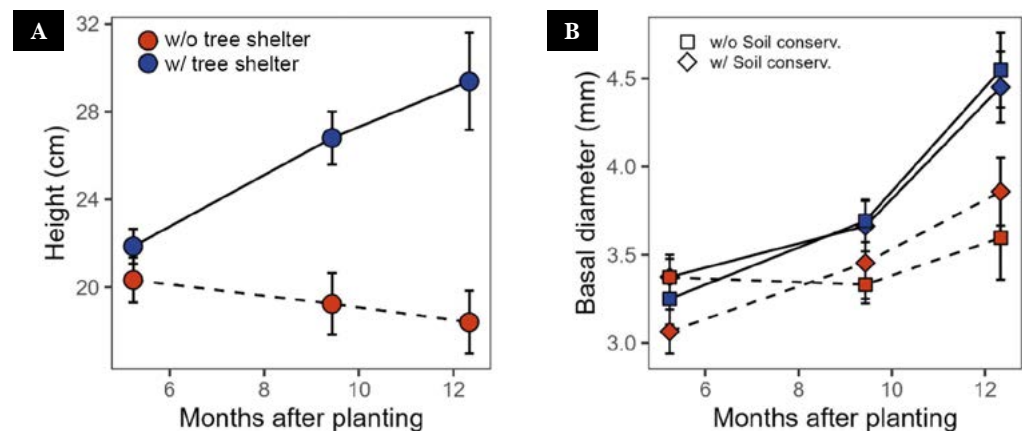 A
w/o tree shelter
w/ tree shelter
32
28
24
20
Height (cm)
6
8
10
12
Months after planting
B
w/o Soil conserv.
w/ Soil conserv.
4.5
4.0
3.5
3.0
Basal diameter (mm)
6
8
10
12
Months after planting